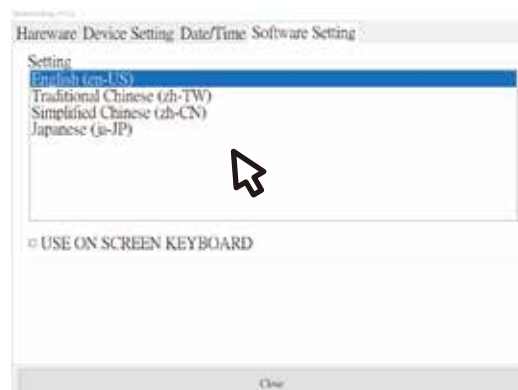 Hareware Device Setting Date/Time Software Setting
Setting
English (en-US)
Traditional Chinese (zh-TW)
Simplified Chinese (zh-CN)
Japanese (ja-JP)
USE ON SCREEN KEYBOARD
Close